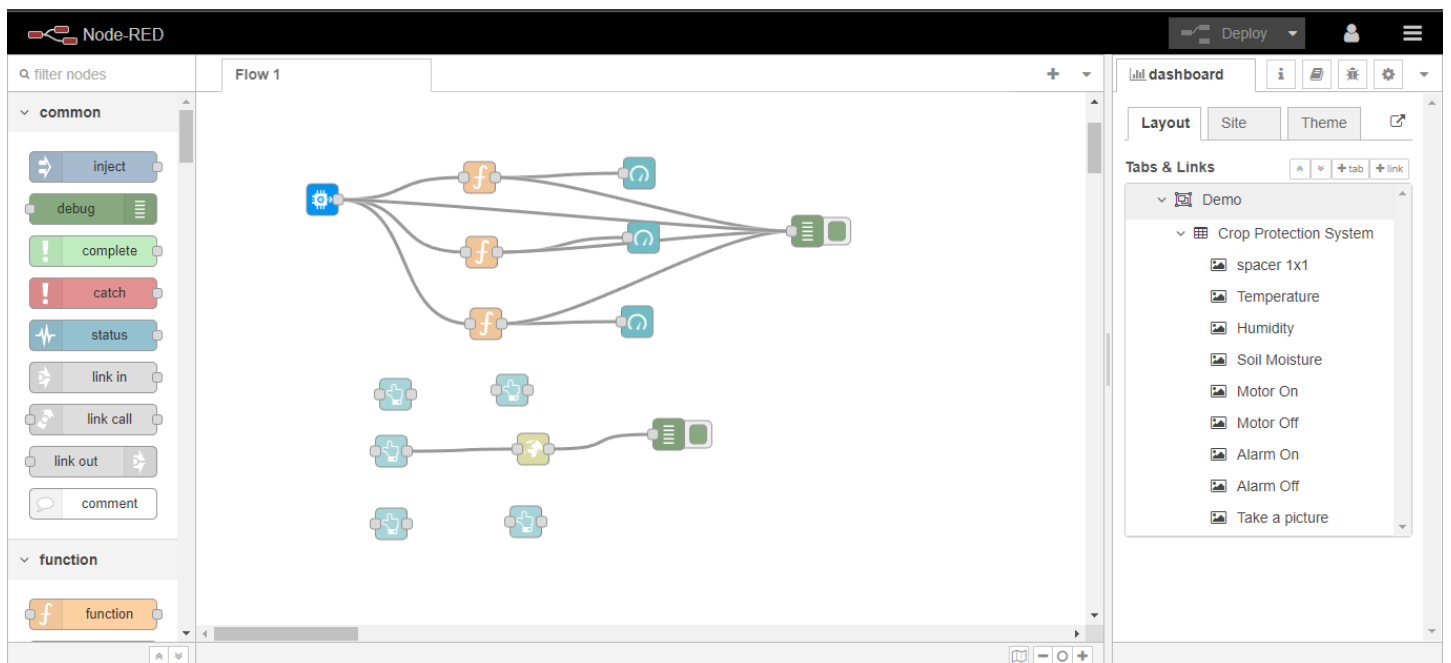 Node-RED
Deploy
filter nodes
Flow 1
dashboard
i
common
Layout
Site
Theme
inject
Tabs & Links
+ tab
+ link
debug
Demo
complete
Crop Protection System
catch
spacer 1x1
Temperature
status
Humidity
link in
Soil Moisture
link call
Motor On
Motor Off
link out
Alarm On
Alarm Off
comment
Take a picture
function
function